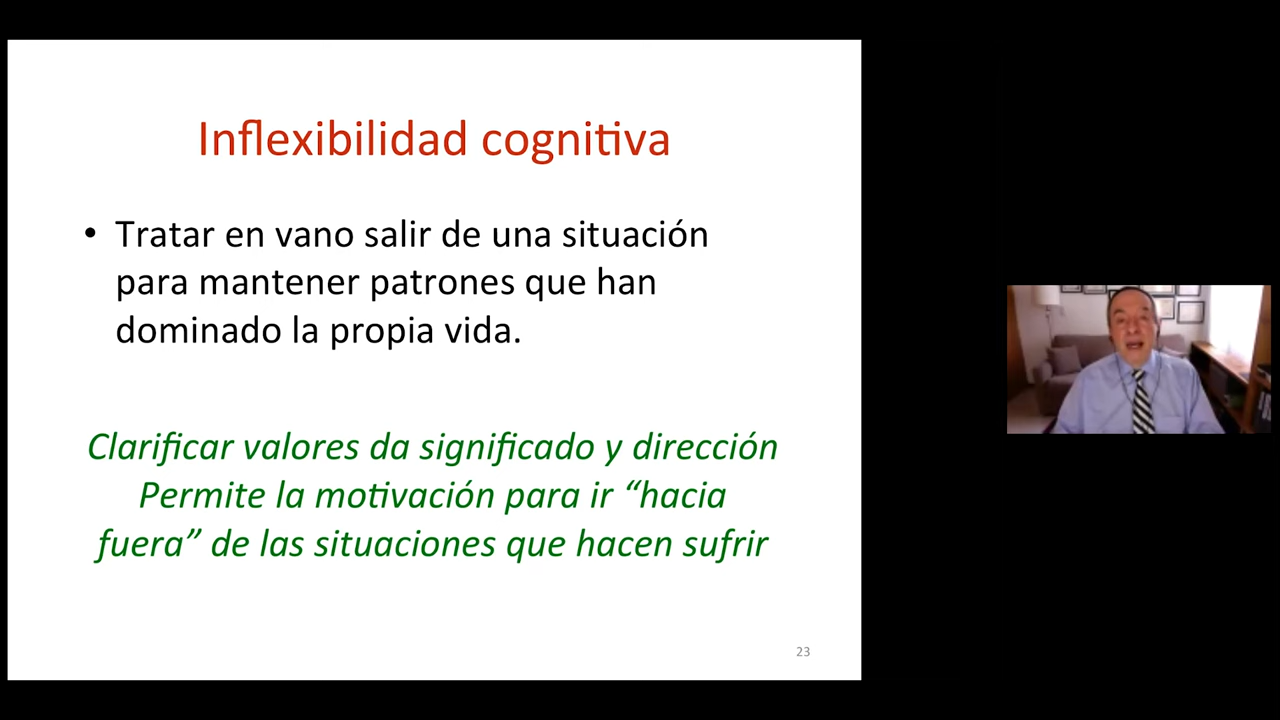 Inflexibilidad cognitiva
• Tratar en vano salir de una situación
para mantener patrones que han
dominado la propia vida.
Clarificar valores da significado y dirección
Permite la motivación para ir “hacia
fuera” de las situaciones que hacen sufrir
23